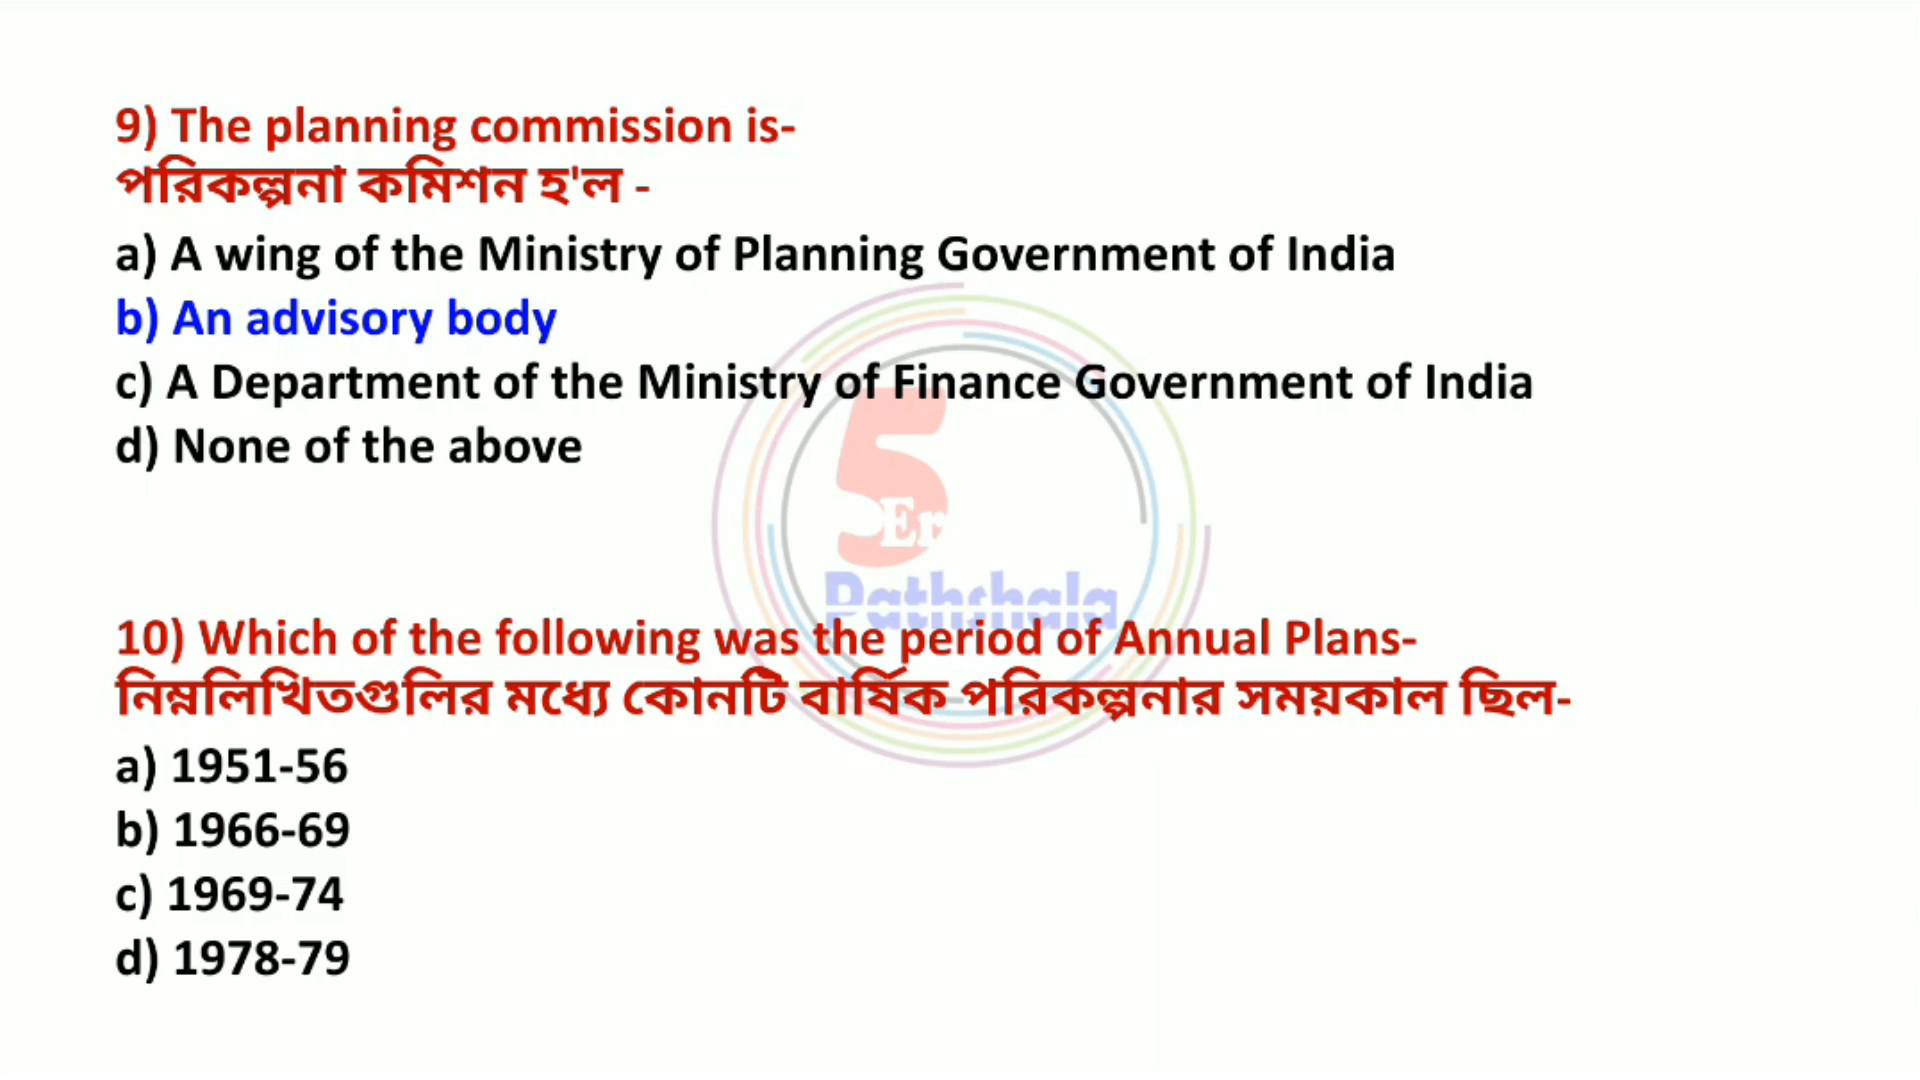 9) The planning commission is-
পরিকল্পনা কমিশন হ'ল -
a) A wing of the Ministry of Planning Government of India
b) An advisory body
c) A Department of the Ministry of Finance Government of India
d) None of the above
5
Er
Pathshala
10) Which of the following was the period of Annual Plans-
নিম্নলিখিতগুলির মধ্যে কোনটি বার্ষিক পরিকল্পনার সময়কাল ছিল-
a) 1951-56
b) 1966-69
c) 1969-74
d) 1978-79